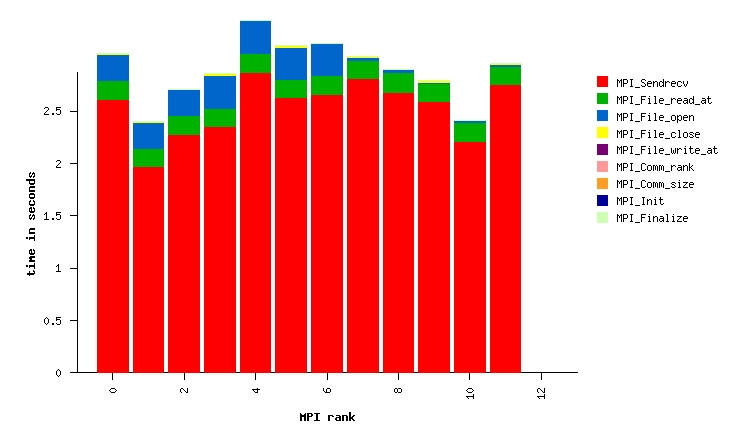 MPI_Sendrecv
MPI_File_read_at
MPI_File_open
MPI_File_close
MPI_File_write_at
MPI_Comm_rank
MPI_Comm_size
MPI_Init
MPI_Finalize
time in seconds
2.5
2
1.5
1
0.5
0
0 2 4 6 8 10 12
MPI rank